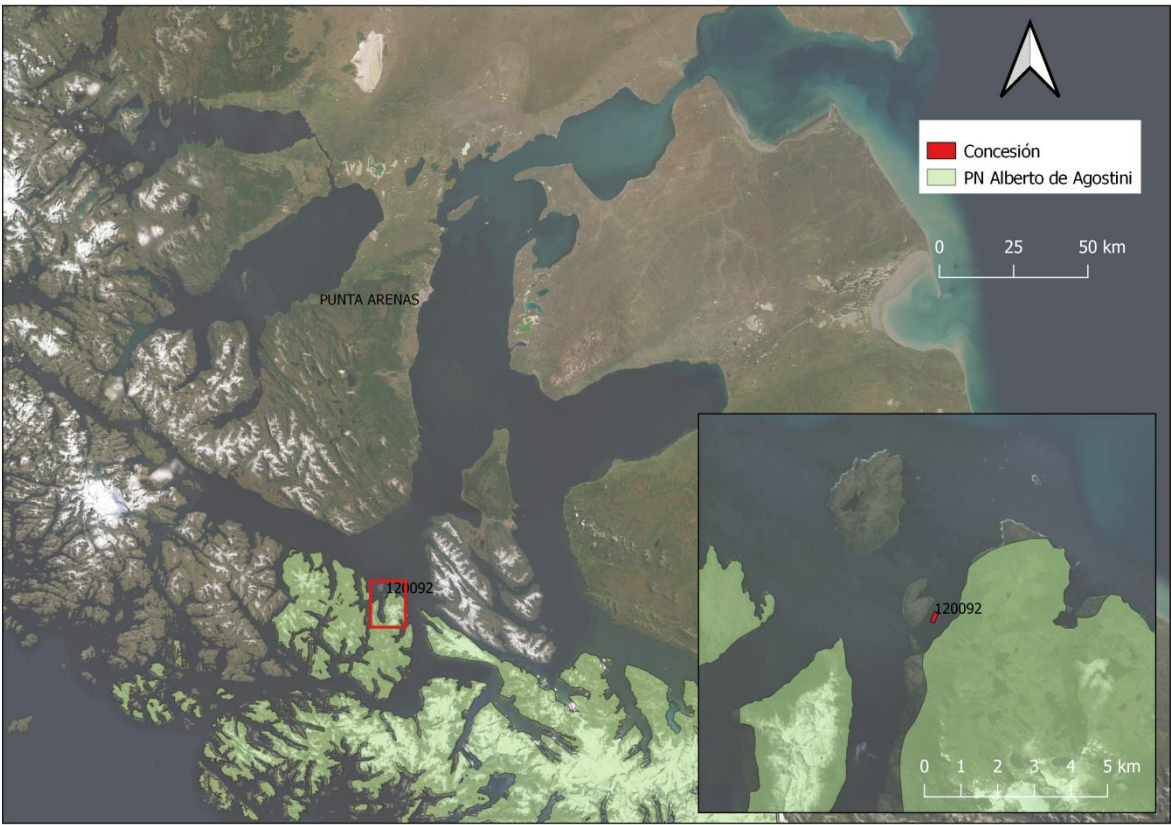 Concesión
PN Alberto de Agostini
0 25 50 km
PUNTA ARENAS
120092
120092
0 1 2 3 4 5 km